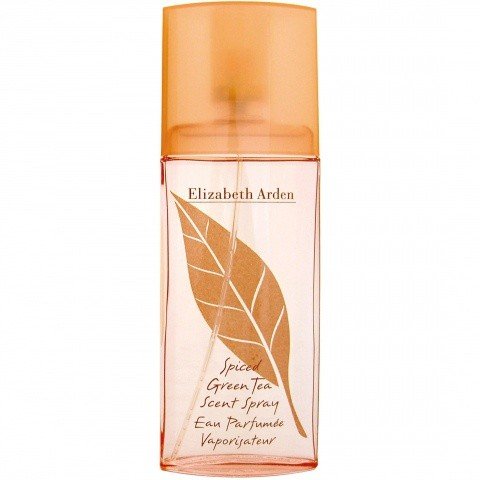 Elizabeth Arden
Spiced
Green Tea
Scent Spray
Eau Parfumée
Vaporisateur